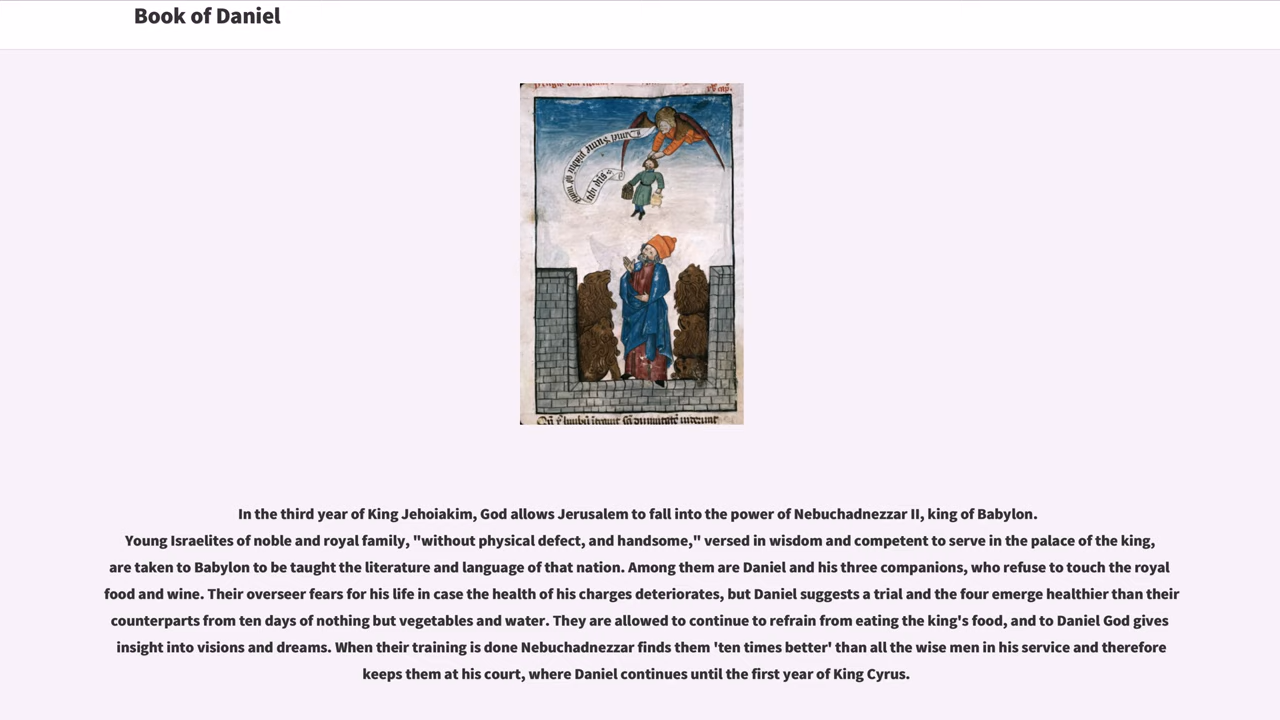 Book of Daniel
In the third year of King Jehoiakim, God allows Jerusalem to fall into the power of Nebuchadnezzar II, king of Babylon.
Young Israelites of noble and royal family, "without physical defect, and handsome," versed in wisdom and competent to serve in the palace of the king,
are taken to Babylon to be taught the literature and language of that nation. Among them are Daniel and his three companions, who refuse to touch the royal
food and wine. Their overseer fears for his life in case the health of his charges deteriorates, but Daniel suggests a trial and the four emerge healthier than their
counterparts from ten days of nothing but vegetables and water. They are allowed to continue to refrain from eating the king's food, and to Daniel God gives
insight into visions and dreams. When their training is done Nebuchadnezzar finds them 'ten times better' than all the wise men in his service and therefore
keeps them at his court, where Daniel continues until the first year of King Cyrus.